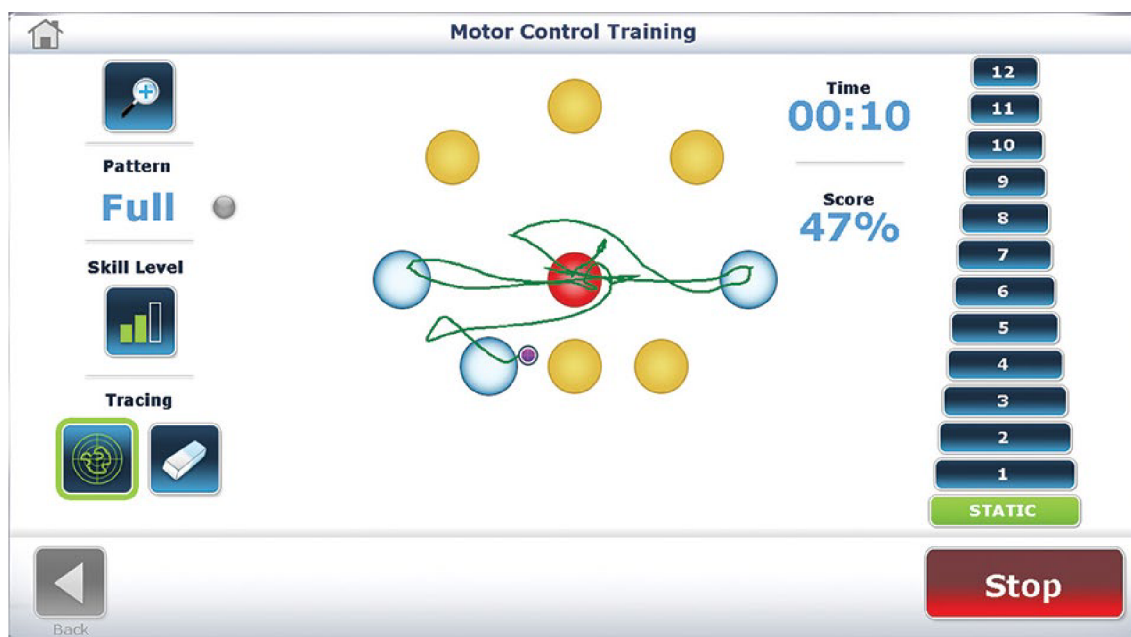 Motor Control Training
Pattern
Full
Skill Level
Tracing
Time
00:10
Score
47%
12
11
10
9
8
7
6
5
4
3
2
1
STATIC
Back
Stop